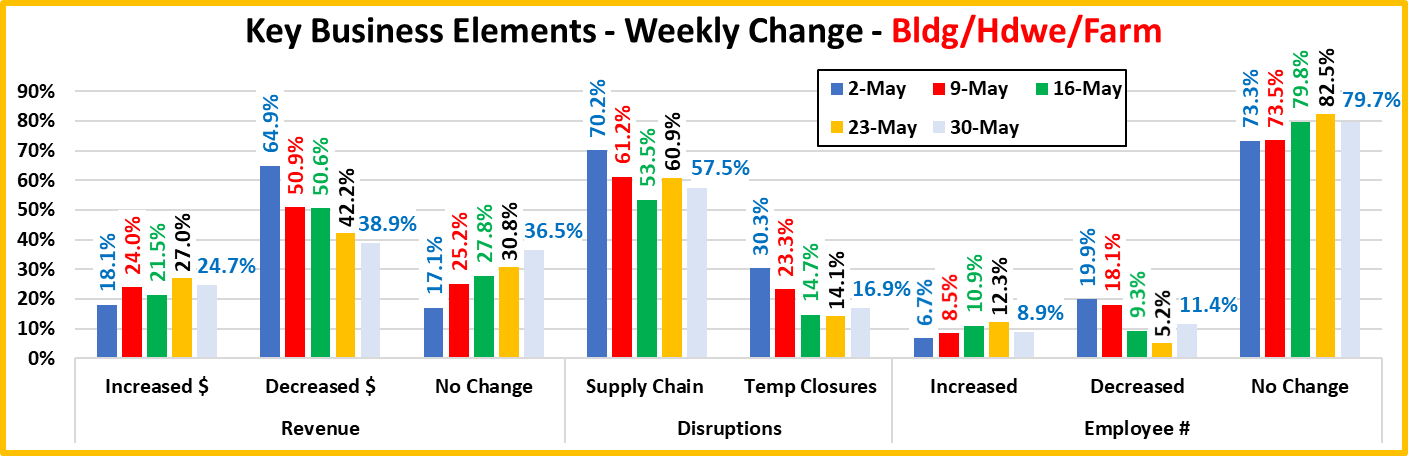 Key Business Elements - Weekly Change - Bldg/Hdwe/Farm
2-May 9-May 16-May
23-May 30-May
90%
80%
70%
60%
50%
40%
30%
20%
10%
0%
18.1% 24.0% 21.5% 27.0% 24.7%
64.9% 50.9% 50.6% 42.2% 38.9%
17.1% 25.2% 27.8% 30.8% 36.5%
70.2% 61.2% 53.5% 60.9% 57.5%
30.3% 23.3% 14.7% 14.1% 16.9%
6.7% 8.5% 10.9% 12.3% 8.9%
19.9% 18.1% 9.3% 5.2% 11.4%
73.3% 73.5% 79.8% 82.5% 79.7%
Increased $ Decreased $ No Change Supply Chain Temp Closures Increased Decreased No Change
Revenue Disruptions Employee #